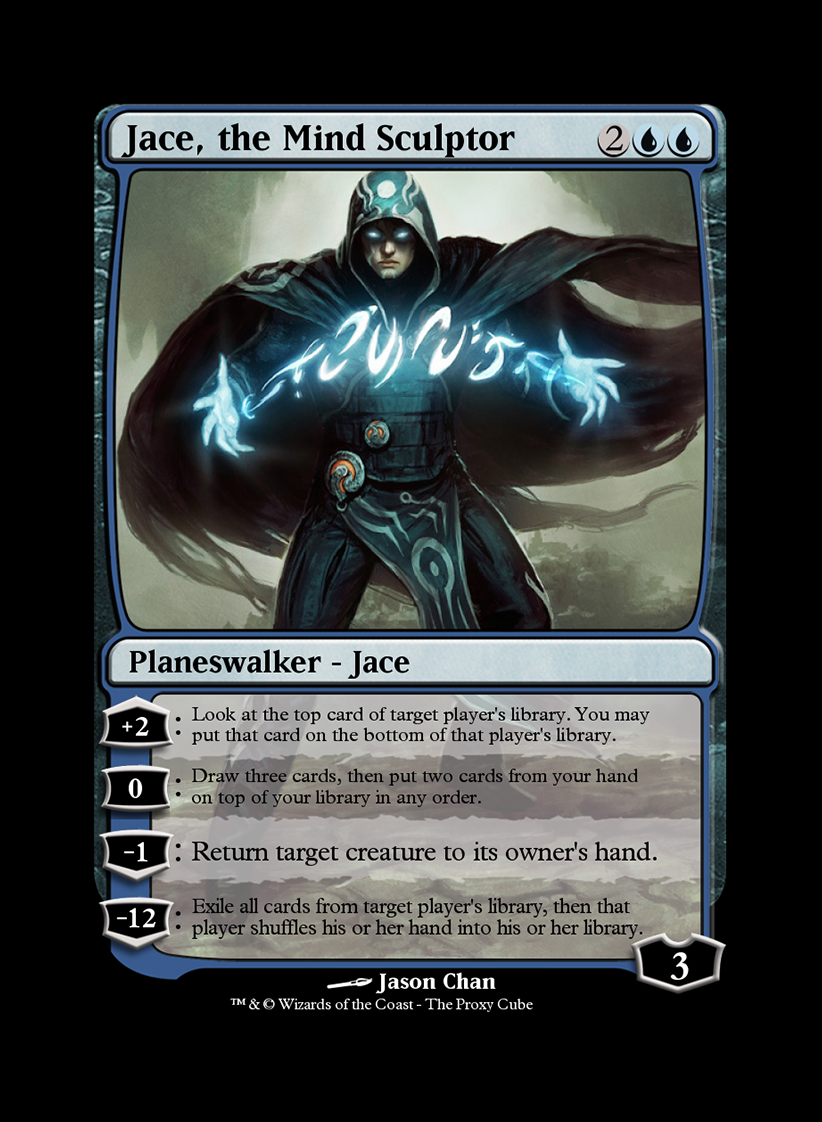 Jace, the Mind Sculptor 2
Planeswalker - Jace
+2 : Look at the top card of target player's library. You may
put that card on the bottom of that player's library.
0 : Draw three cards, then put two cards from your hand
on top of your library in any order.
-1 : Return target creature to its owner's hand.
-12 : Exile all cards from target player's library, then that
player shuffles his or her hand into his or her library.
3
Jason Chan
™ & © Wizards of the Coast - The Proxy Cube